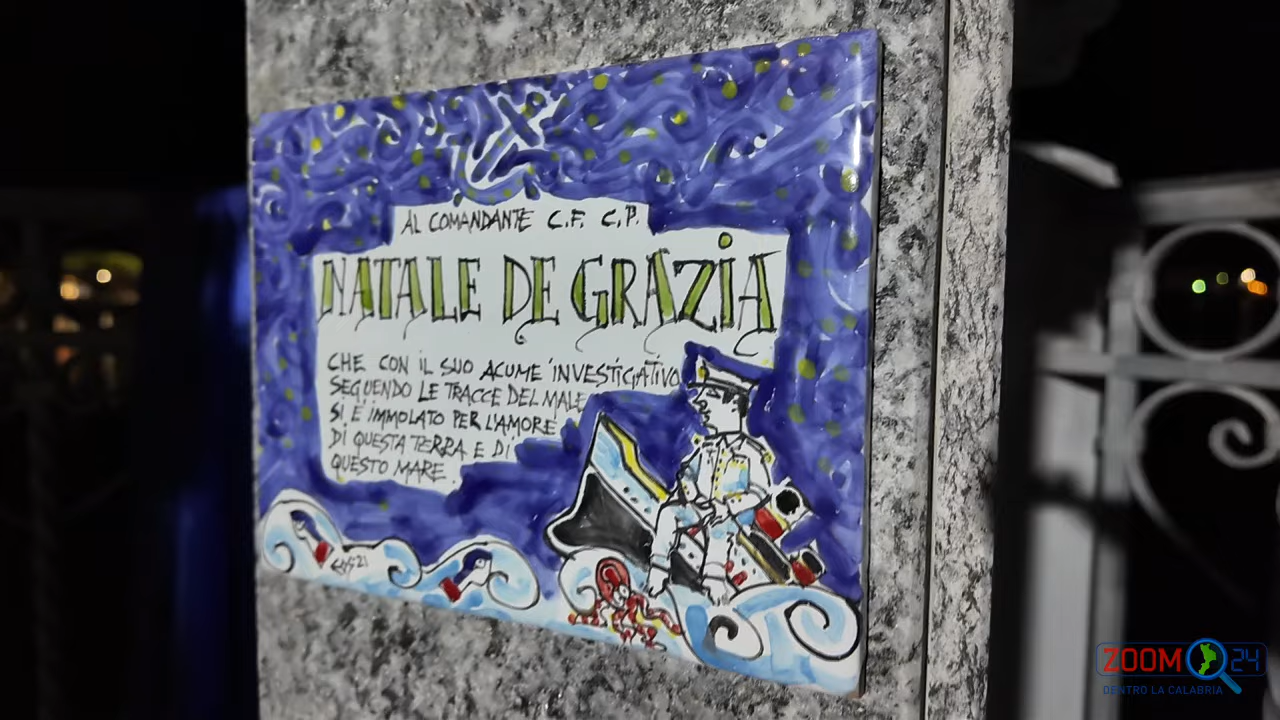 AL COMANDANTE C.F. C.P.
NATALE DE GRAZIA
CHE CON IL SUO ACUME INVESTIGATIVO
SEGUENDO LE TRACCE DEL MALE
SI È IMMOLATO PER L'AMORE
DI QUESTA TERRA E DI
QUESTO MARE.
ZOOM 24
DENTRO LA CALABRIA